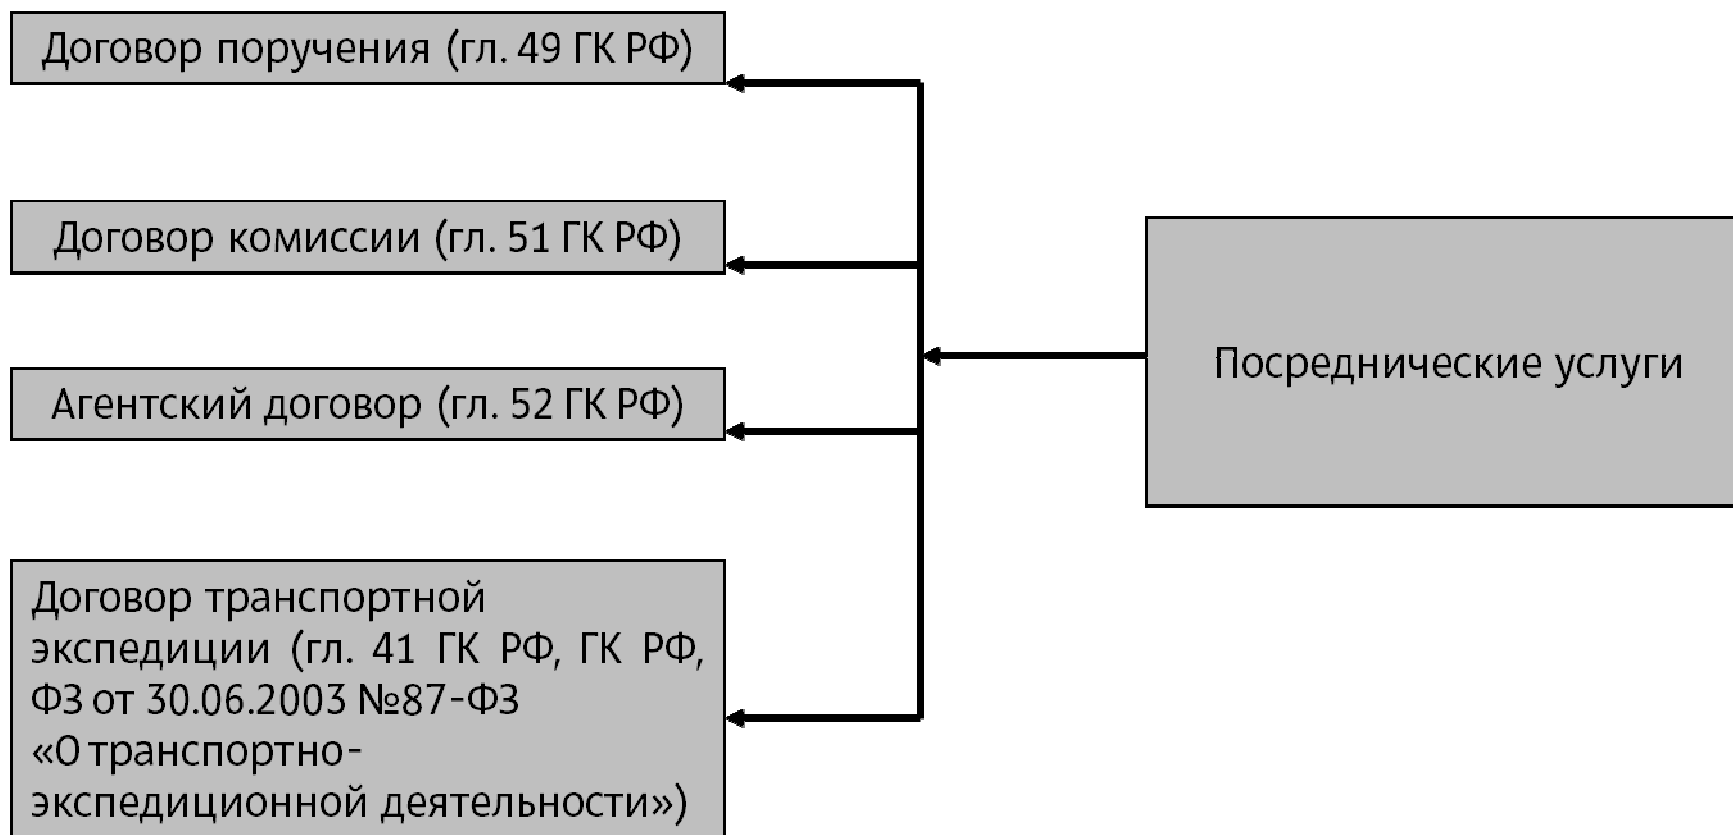 Договор поручения (гл. 49 ГК РФ)
Договор комиссии (гл. 51 ГК РФ)
Агентский договор (гл. 52 ГК РФ)
Договор транспортной
экспедиции (гл. 41 ГК РФ, ГК РФ,
ФЗ от 30.06.2003 №87-ФЗ
«О транспортно-
экспедиционной деятельности»)
Посреднические услуги